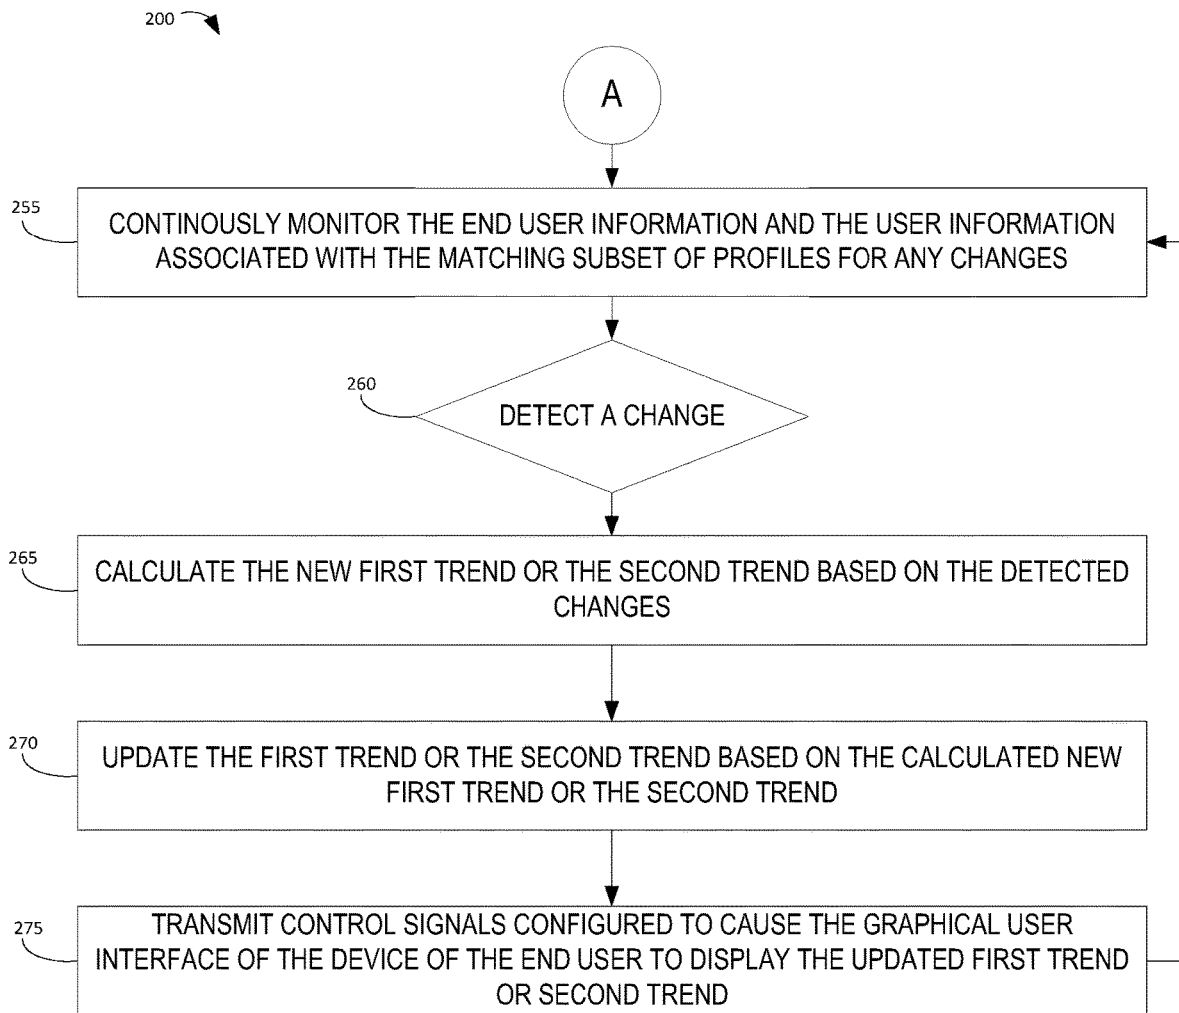 200
A
255
CONTINOUSLY MONITOR THE END USER INFORMATION AND THE USER INFORMATION
ASSOCIATED WITH THE MATCHING SUBSET OF PROFILES FOR ANY CHANGES
260
DETECT A CHANGE
265
CALCULATE THE NEW FIRST TREND OR THE SECOND TREND BASED ON THE DETECTED
CHANGES
270
UPDATE THE FIRST TREND OR THE SECOND TREND BASED ON THE CALCULATED NEW
FIRST TREND OR THE SECOND TREND
275
TRANSMIT CONTROL SIGNALS CONFIGURED TO CAUSE THE GRAPHICAL USER
INTERFACE OF THE DEVICE OF THE END USER TO DISPLAY THE UPDATED FIRST TREND
OR SECOND TREND